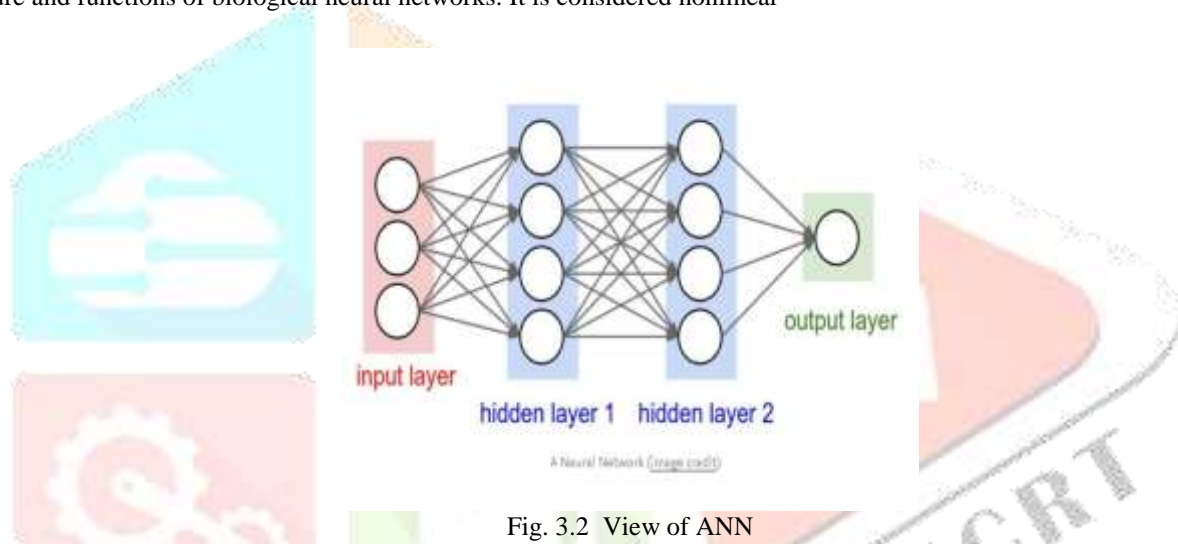 and functions of biological neural networks. It is considered nonlinear
input layer
hidden layer 1 hidden layer 2
output layer
A Neural Network (image credit)
Fig. 3.2 View of ANN
CRT